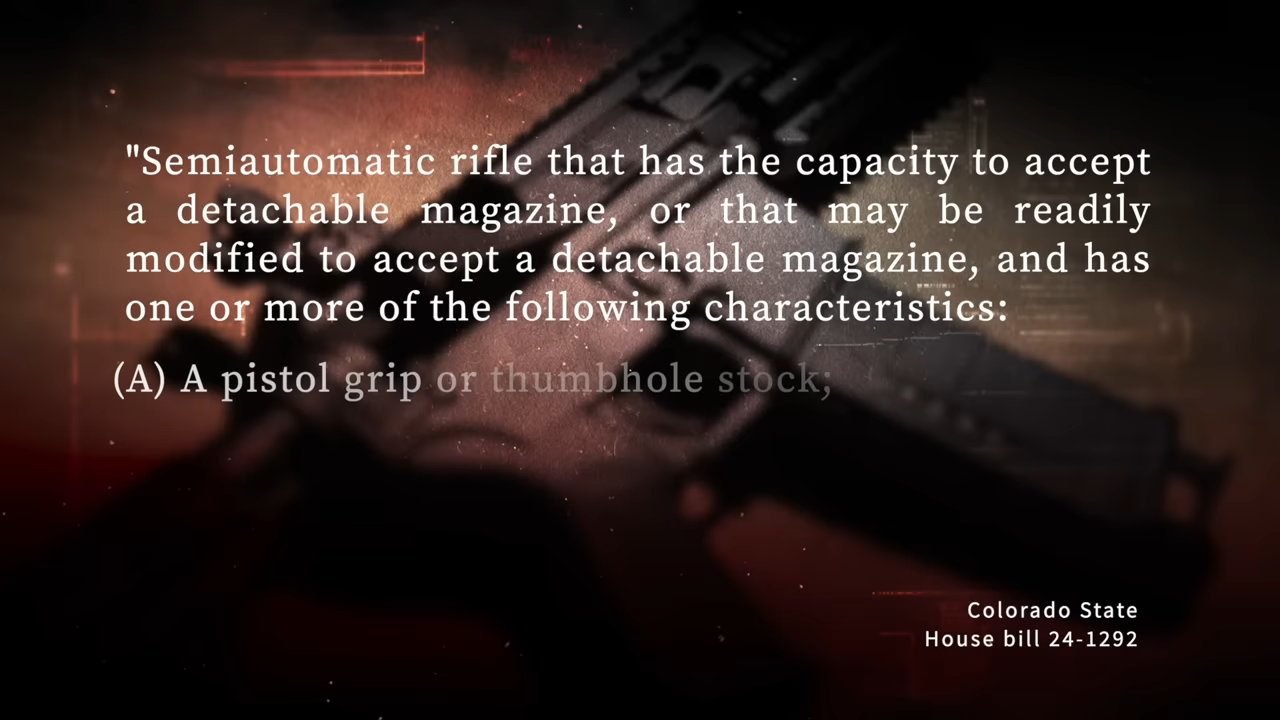 "Semiautomatic rifle that has the capacity to accept
a detachable magazine, or that may be readily
modified to accept a detachable magazine, and has
one or more of the following characteristics:
(A) A pistol grip or thumbhole stock;
Colorado State
House bill 24-1292